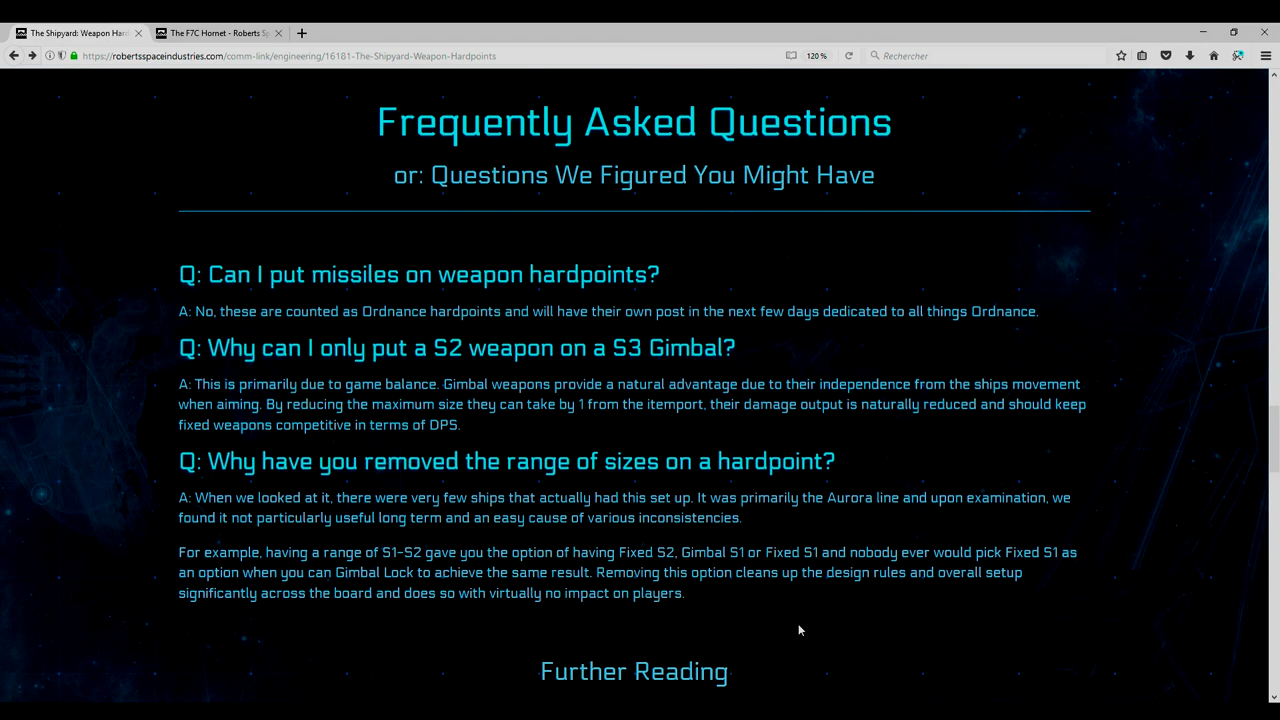 The Shipyard: Weapon Hard
The F7C Hornet - Roberts Sp
https://robertsspaceindustries.com/comm-link/engineering/16181-The-Shipyard-Weapon-Hardpoints
120%
Rechercher
Frequently Asked Questions
or: Questions We Figured You Might Have
Q: Can I put missiles on weapon hardpoints?
A: No, these are counted as Ordnance hardpoints and will have their own post in the next few days dedicated to all things Ordnance.
Q: Why can I only put a S2 weapon on a S3 Gimbal?
A: This is primarily due to game balance. Gimbal weapons provide a natural advantage due to their independence from the ships movement
when aiming. By reducing the maximum size they can take by 1 from the itemport, their damage output is naturally reduced and should keep
fixed weapons competitive in terms of DPS.
Q: Why have you removed the range of sizes on a hardpoint?
A: When we looked at it, there were very few ships that actually had this set up. It was primarily the Aurora line and upon examination, we
found it not particularly useful long term and an easy cause of various inconsistencies.
For example, having a range of S1-S2 gave you the option of having Fixed S2, Gimbal S1 or Fixed S1 and nobody ever would pick Fixed S1 as
an option when you can Gimbal Lock to achieve the same result. Removing this option cleans up the design rules and overall setup
significantly across the board and does so with virtually no impact on players.
Further Reading